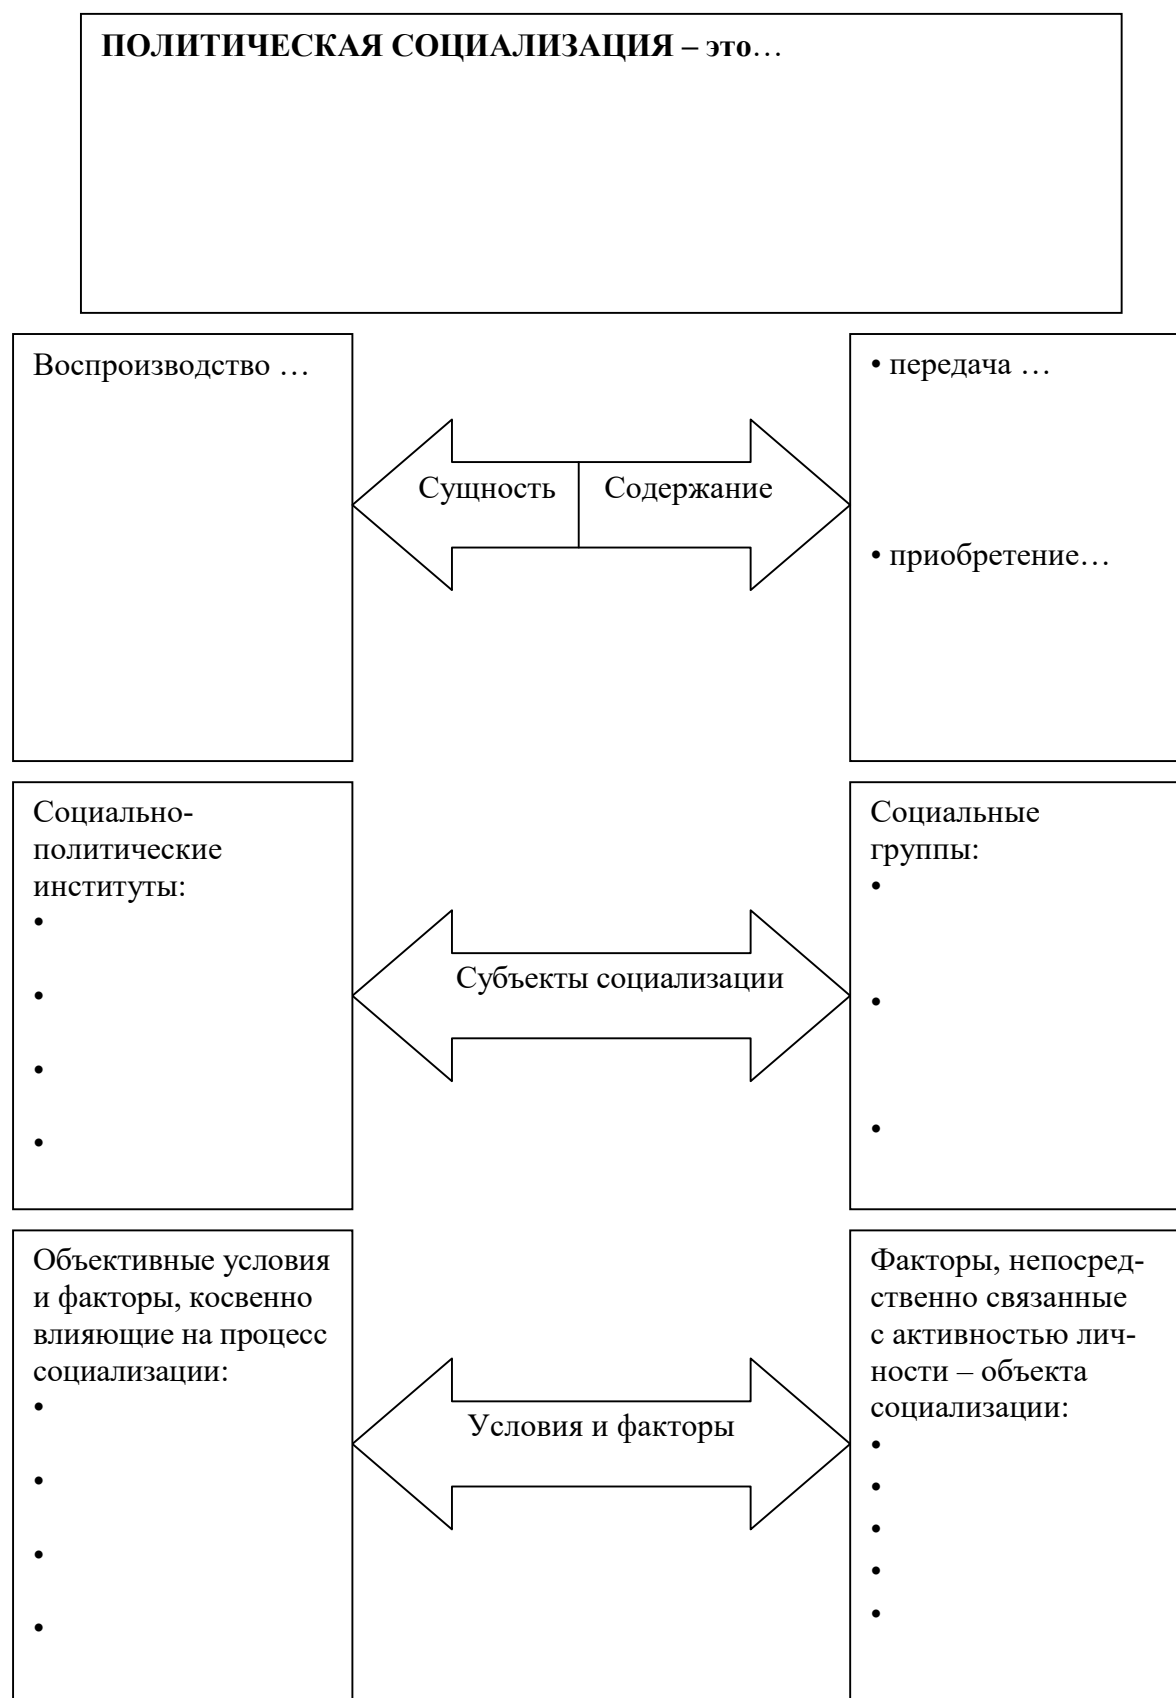 ПОЛИТИЧЕСКАЯ СОЦИАЛИЗАЦИЯ – это…
Воспроизводство …
• передача …
Сущность
Содержание
• приобретение…
Социально-
политические
институты:
•
•
•
•
Субъекты социализации
Социальные
группы:
•
•
•
Объективные условия
и факторы, косвенно
влияющие на процесс
социализации:
•
•
•
•
Условия и факторы
Факторы, непосред-
ственно связанные
с активностью лич-
ности – объекта
социализации:
•
•
•
•
•